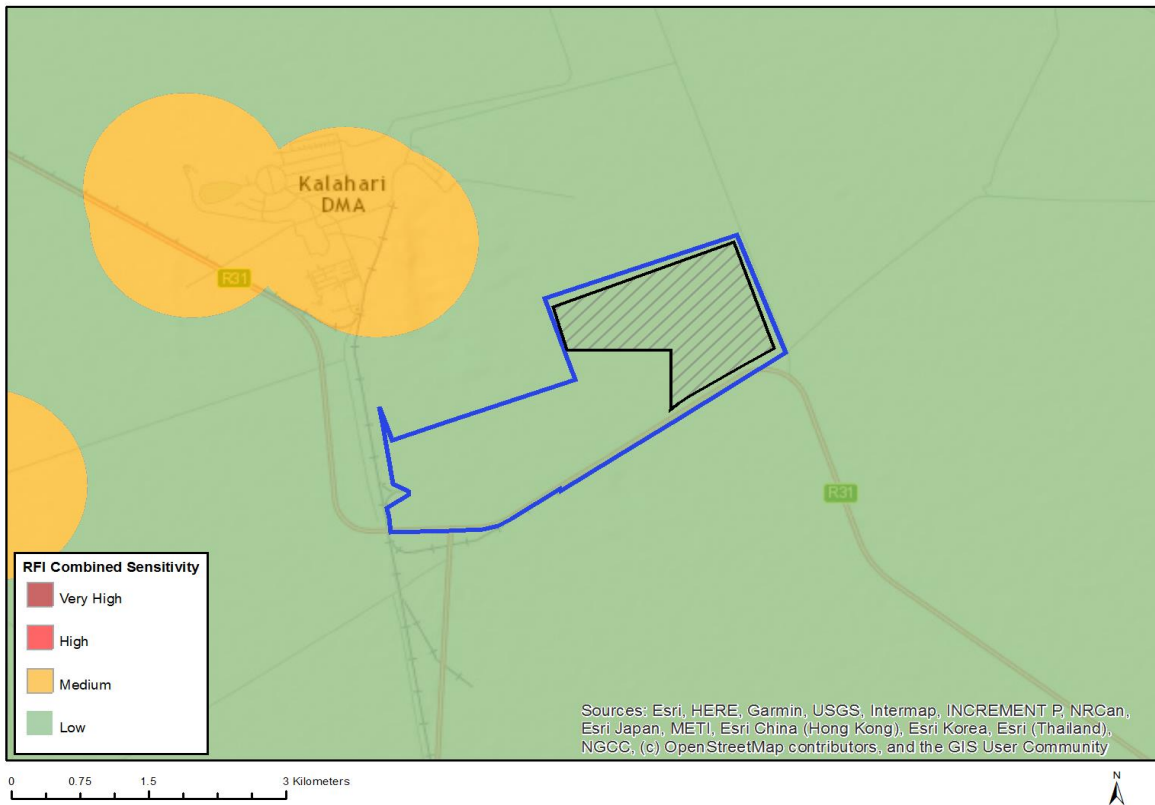 Kalahari
DMA
R31
R31
RFI Combined Sensitivity
Very High
High
Medium
Low
Sources: Esri, HERE, Garmin, USGS, Intermap, INCREMENT P, NRCan,
Esri Japan, METI, Esri China (Hong Kong), Esri Korea, Esri (Thailand),
NGCC, (c) OpenStreetMap contributors, and the GIS User Community
0 0.75 1.5 3 Kilometers
N